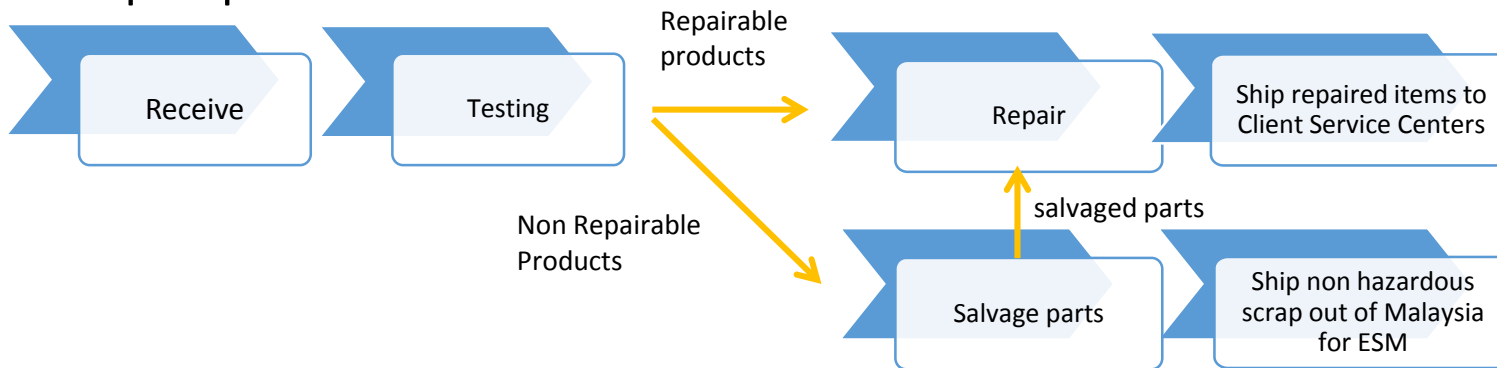 Repairable
products
Receive
Testing
Repair
Ship repaired items to
Client Service Centers
Non Repairable
Products
salvaged parts
Salvage parts
Ship non hazardous
scrap out of Malaysia
for ESM